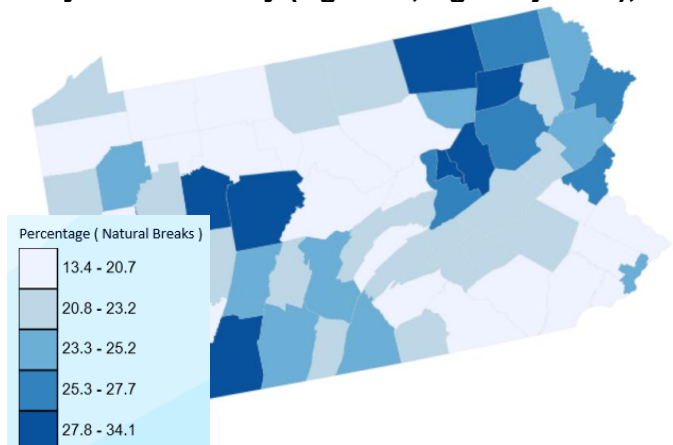 Percentage ( Natural Breaks )
13.4 - 20.7
20.8 - 23.2
23.3 - 25.2
25.3 - 27.7
27.8 - 34.1